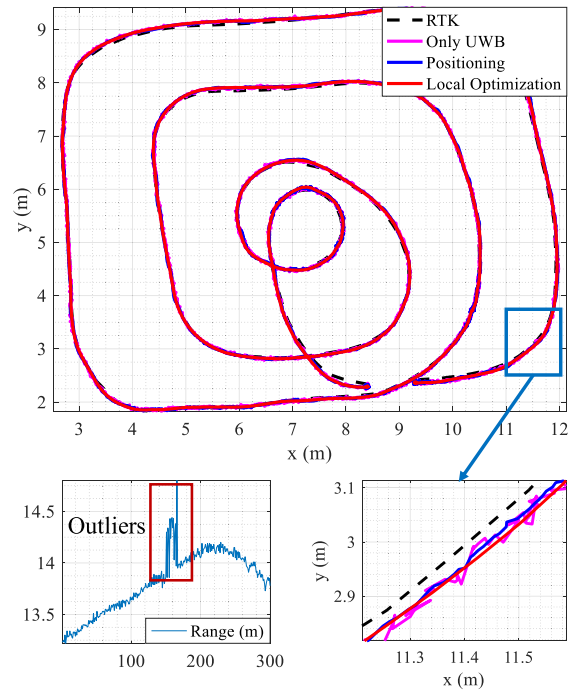 RTK
Only UWB
Positioning
Local Optimization
9
8
7
6
5
4
3
2
y (m)
3 4 5 6 7 8 9 10 11 12
x (m)
Outliers
14.5
14
13.5
Range (m)
100 200 300
3.1
3
2.9
y (m)
11.3 11.4 11.5
x (m)